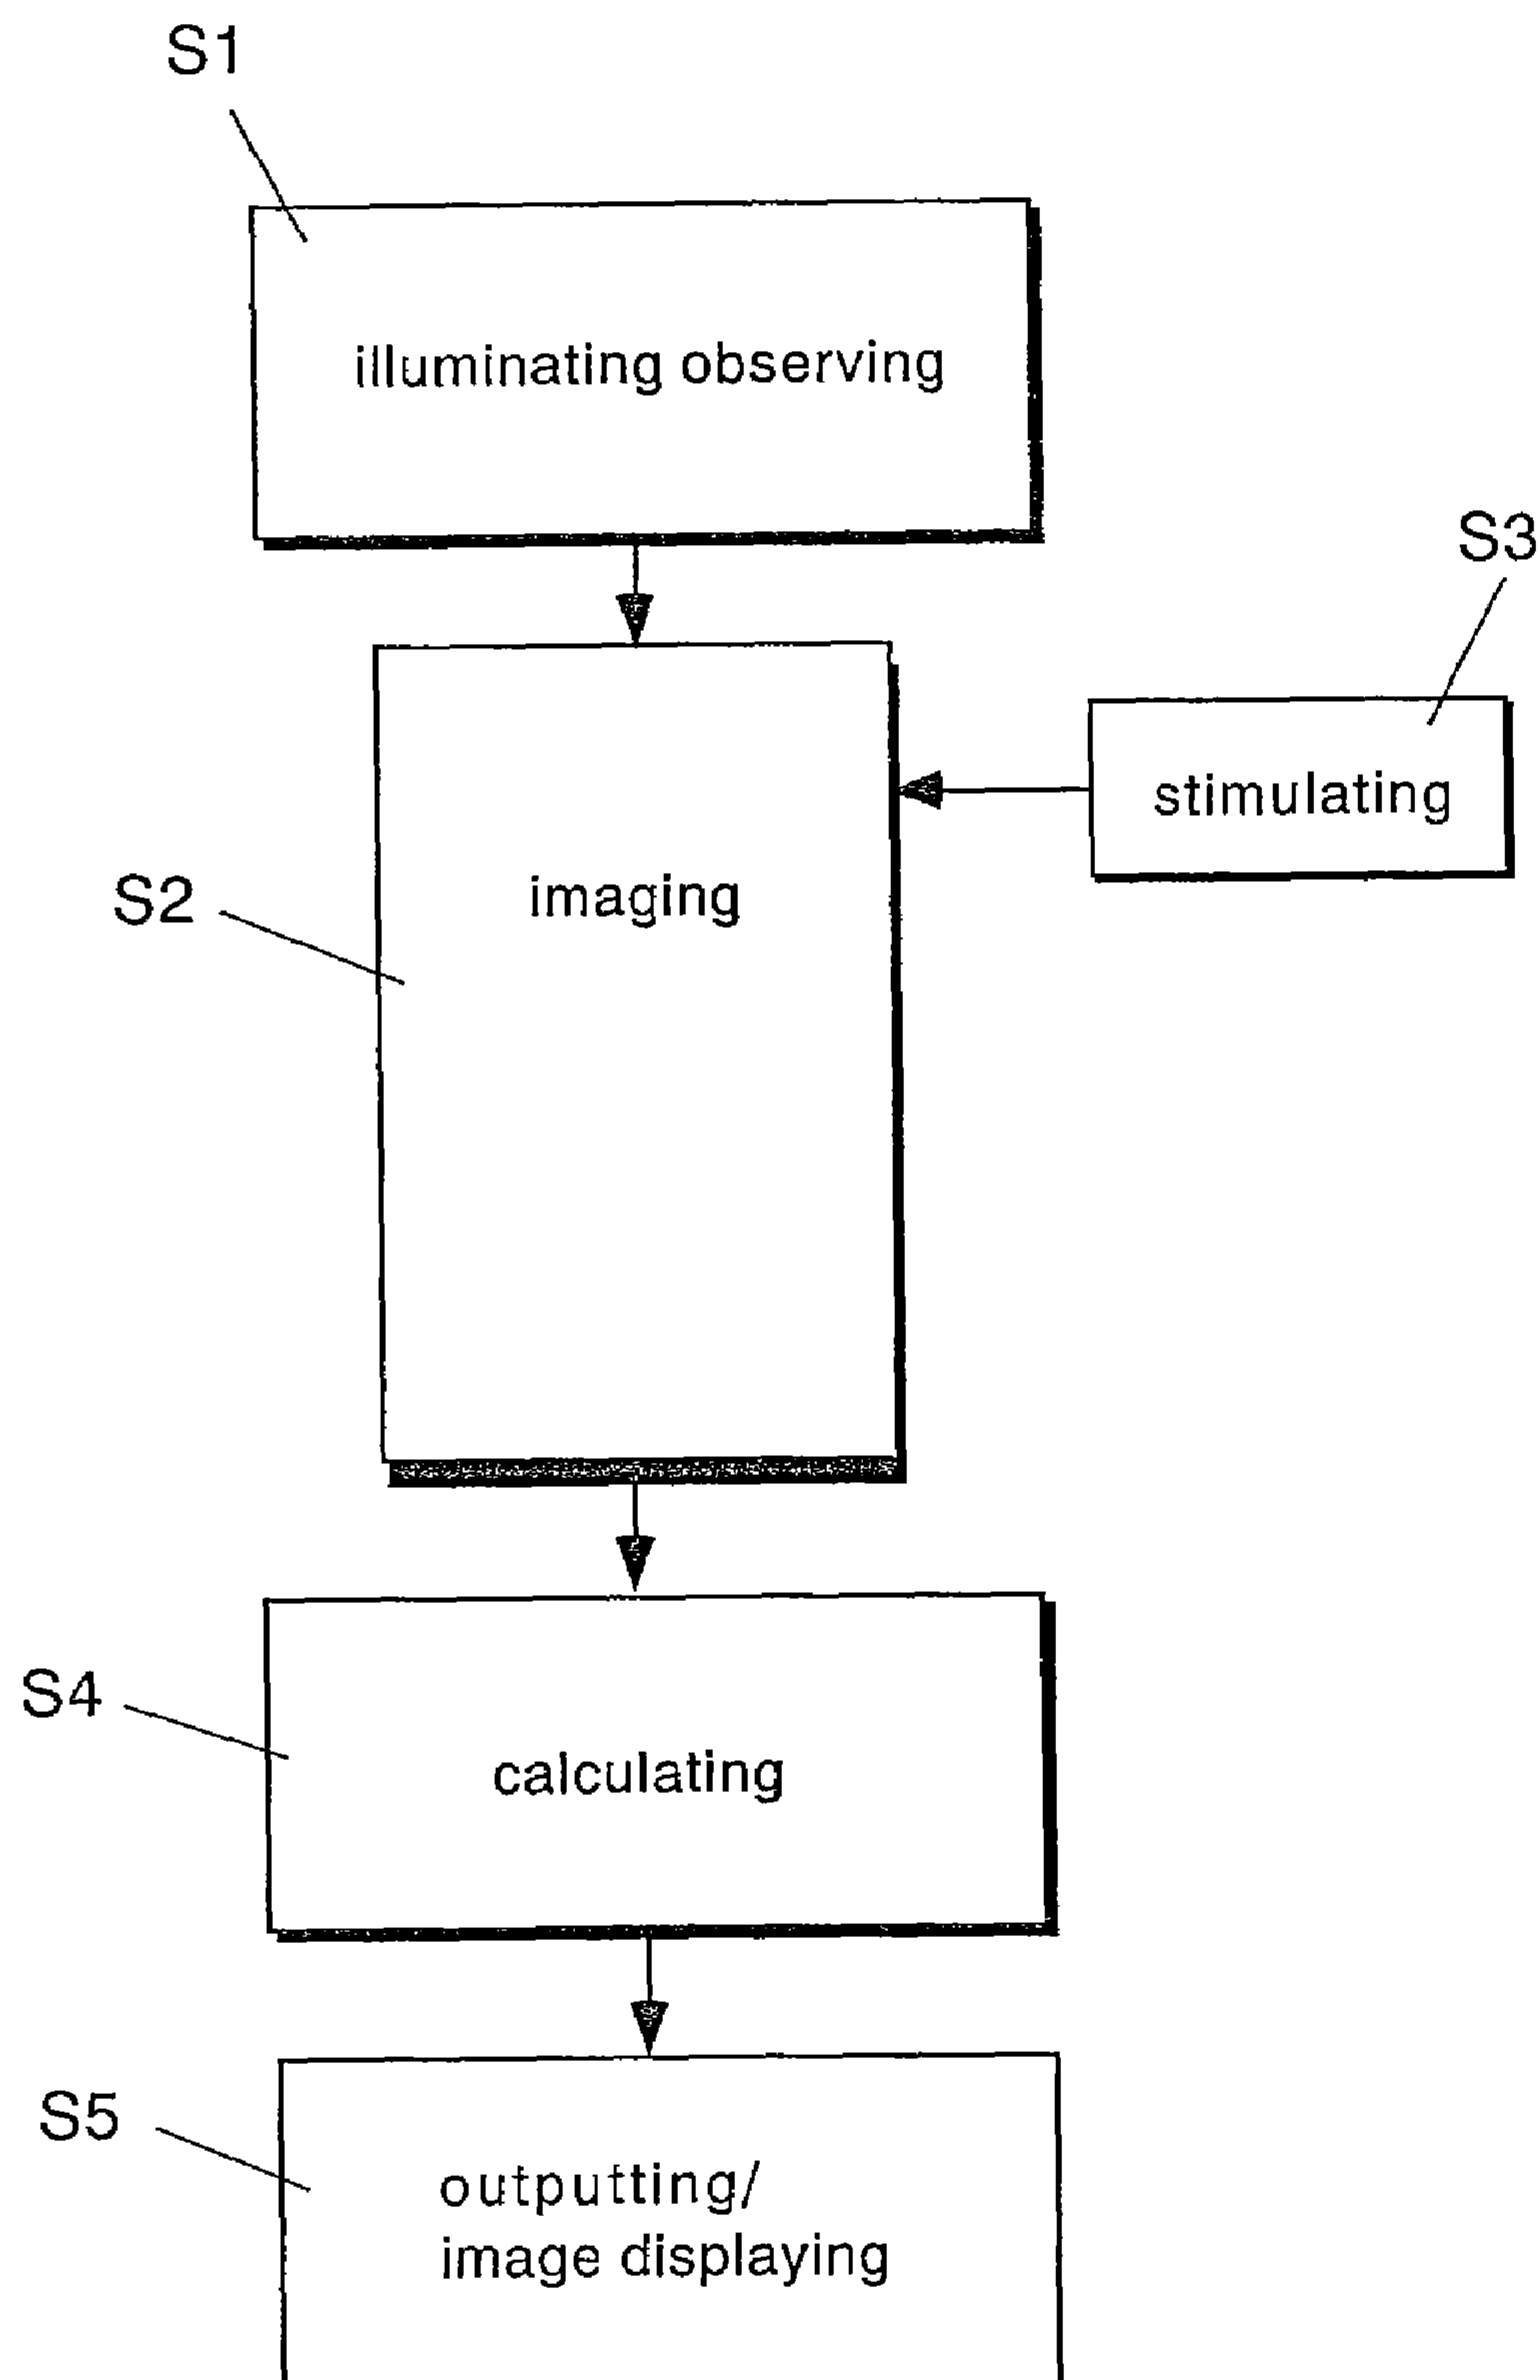 S1
illuminating observing
S3
stimulating
S2
imaging
S4
calculating
S5
outputting/
image displaying